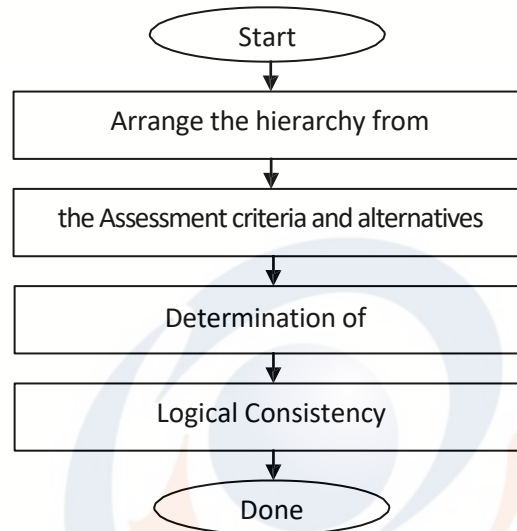 Start
Arrange the hierarchy from
the Assessment criteria and alternatives
Determination of
Logical Consistency
Done